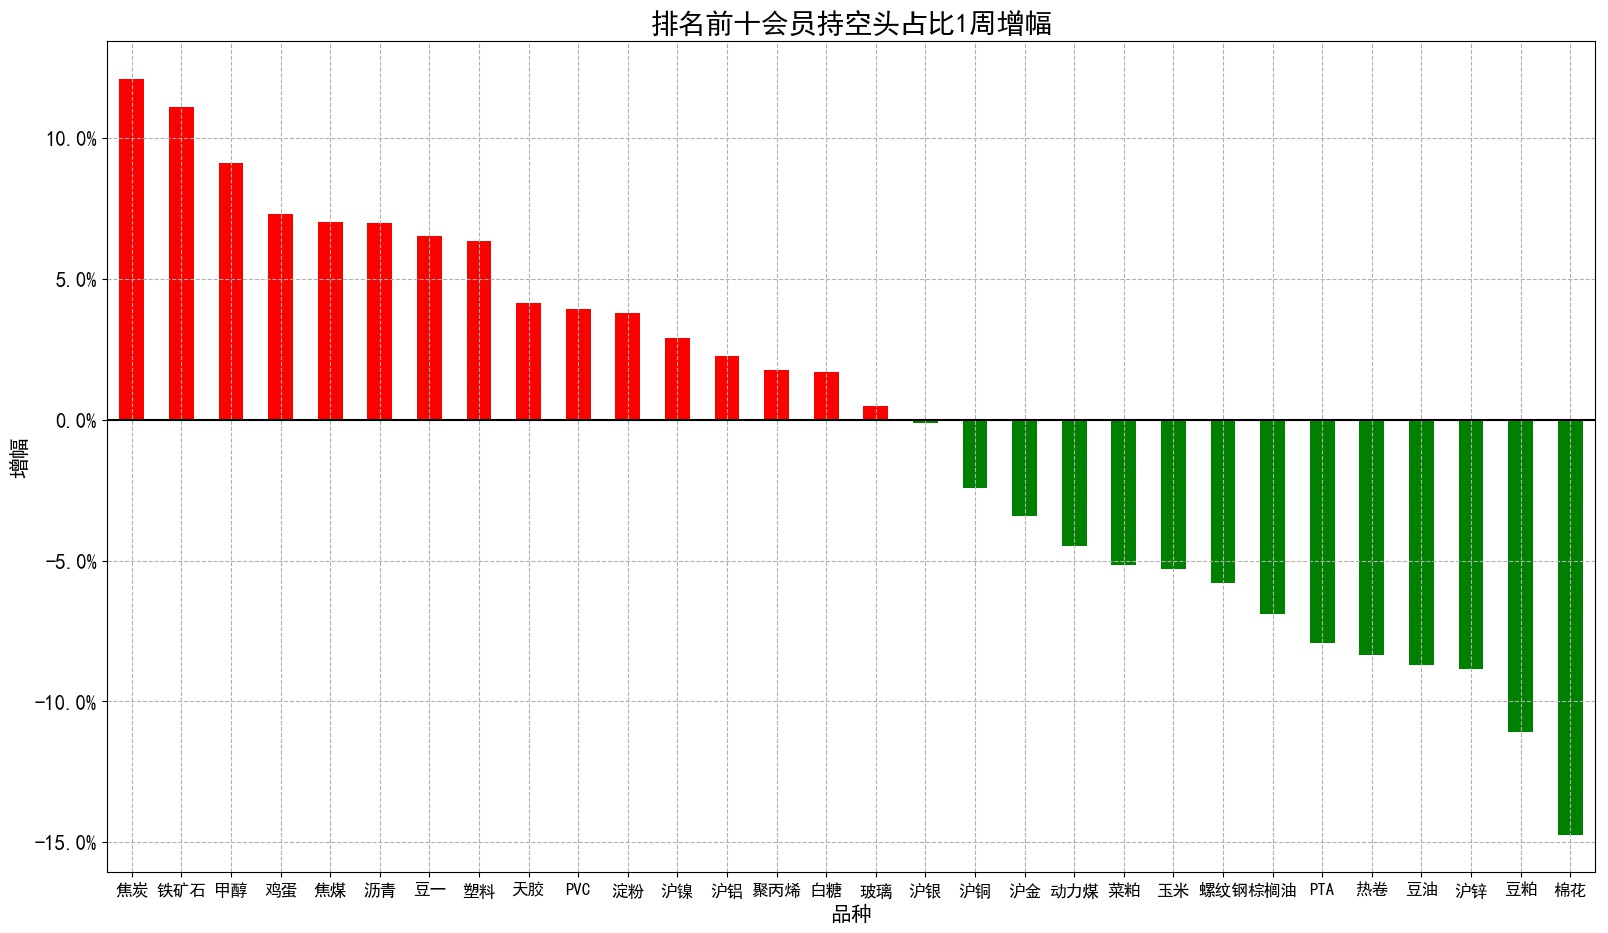 排名前十会员持空头占比1周增幅
10.0%
5.0%
0.0%
-5.0%
-10.0%
-15.0%
增幅
焦炭 铁矿石 甲醇 鸡蛋 焦煤 沥青 豆一 塑料 天胶 PVC 淀粉 沪镍 沪铝 聚丙烯 白糖 玻璃 沪银 沪铜 沪金 动力煤 菜粕 玉米 螺纹钢 棕榈油 PTA 热卷 豆油 沪锌 豆粕 棉花
品种